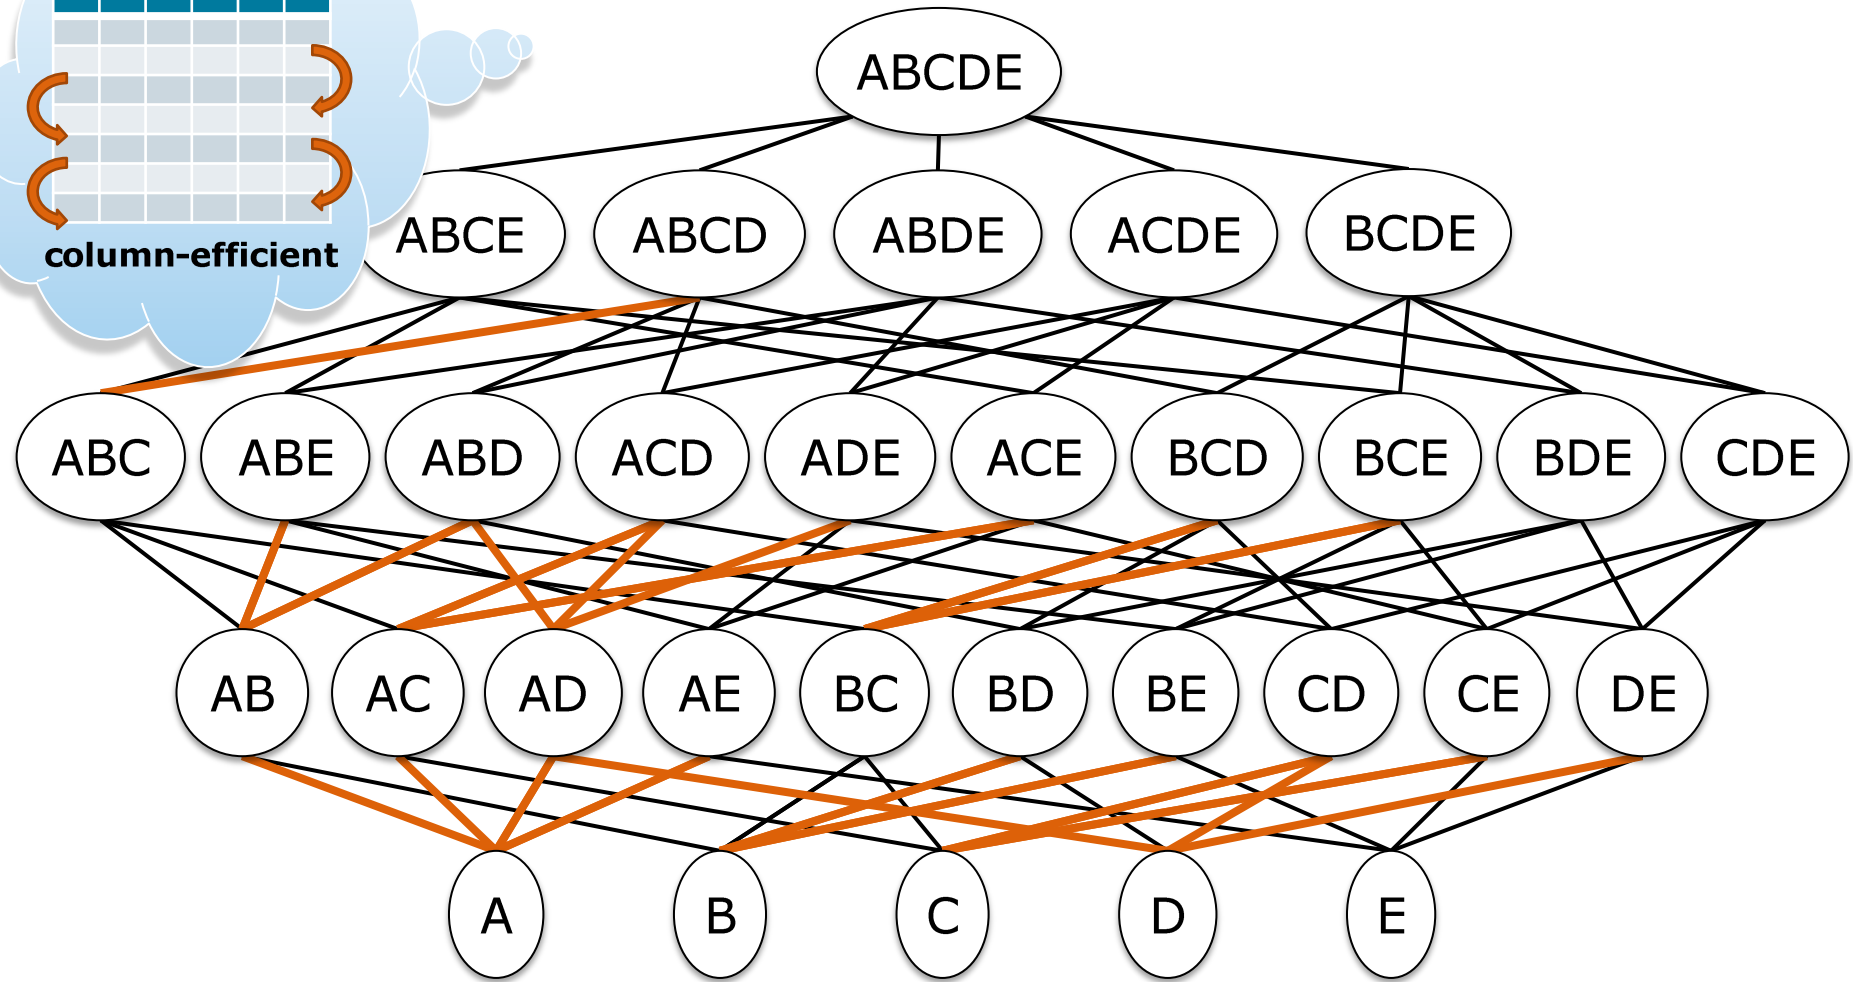 ABCDE
ABCE ABCD ABDE ACDE BCDE
column-efficient
ABC ABE ABD ACD ADE ACE BCD BCE BDE CDE
AB AC AD AE BC BD BE CD CE DE
A B C D E